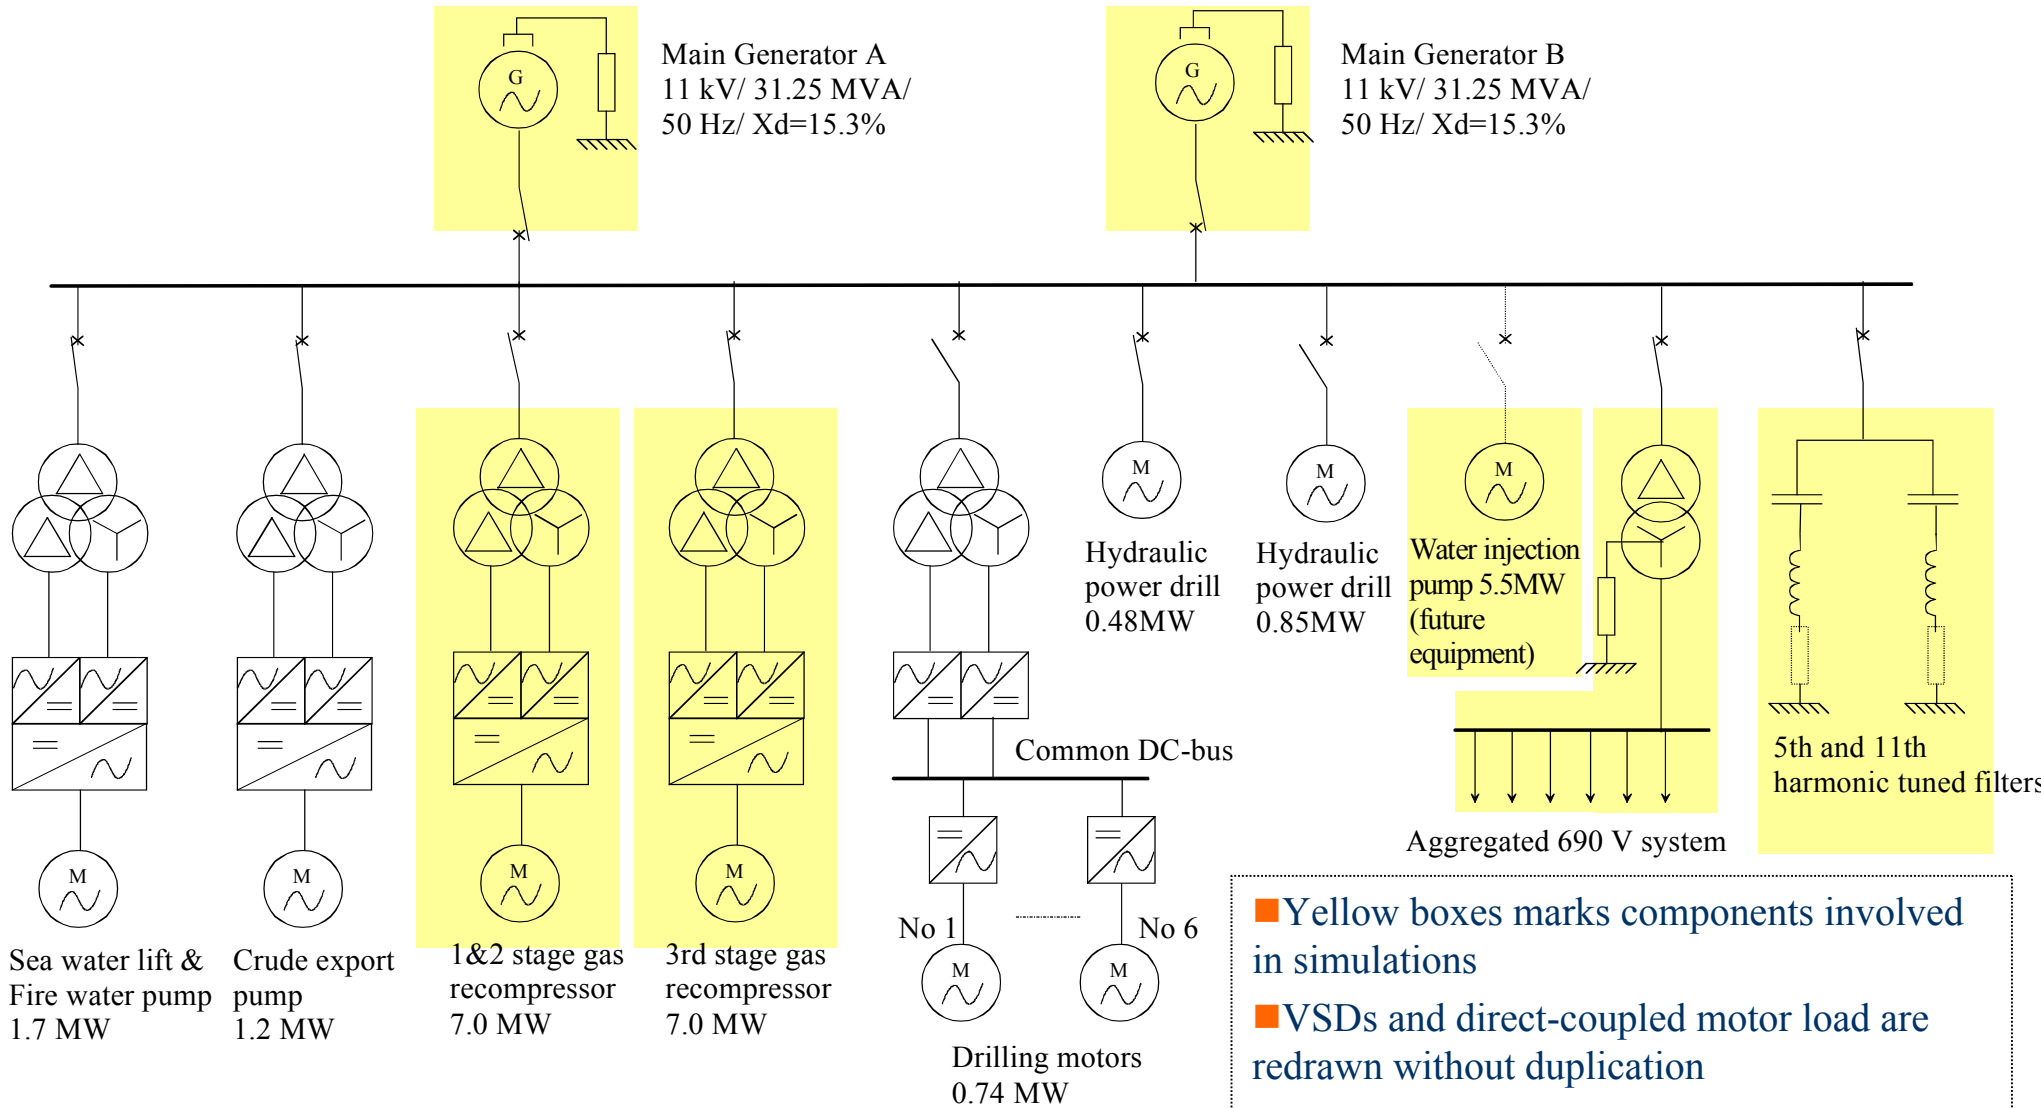 G
Main Generator A
11 kV/ 31.25 MVA/
50 Hz/ Xd=15.3%
G
Main Generator B
11 kV/ 31.25 MVA/
50 Hz/ Xd=15.3%
M
Hydraulic
power drill
0.48MW
M
Hydraulic
power drill
0.85MW
M
Water injection
pump 5.5MW
(future
equipment)
5th and 11th
harmonic tuned filters
Common DC-bus
Aggregated 690 V system
M
Sea water lift &
Fire water pump
1.7 MW
M
Crude export
pump
1.2 MW
M
1&2 stage gas
recompressor
7.0 MW
M
3rd stage gas
recompressor
7.0 MW
No 1
No 6
M
M
Drilling motors
0.74 MW
Yellow boxes marks components involved
in simulations
VSDs and direct-coupled motor load are
redrawn without duplication